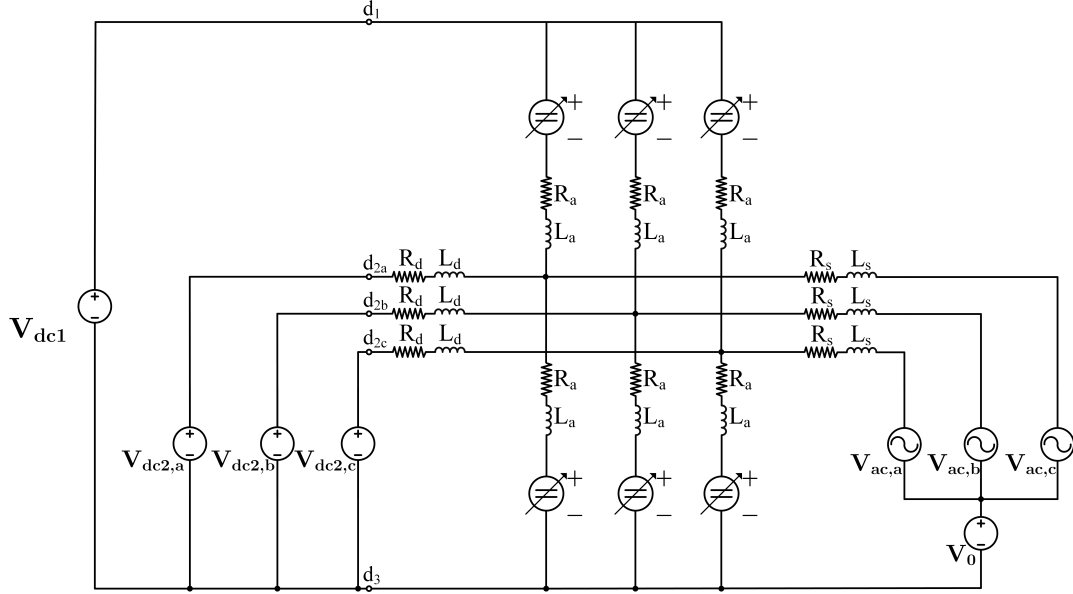 d1
+ + +
− − −
Ra Ra Ra
La La La
d2a Rd Ld Rs Ls
d2b Rd Ld Rs Ls
Vdc1 + − d2c Rd Ld Rs Ls
Ra Ra Ra
La La La
+ − + − + −
Vdc2,a Vdc2,b Vdc2,c Vac,a Vac,b Vac,c
+ + +
− − − + −
V0
d3